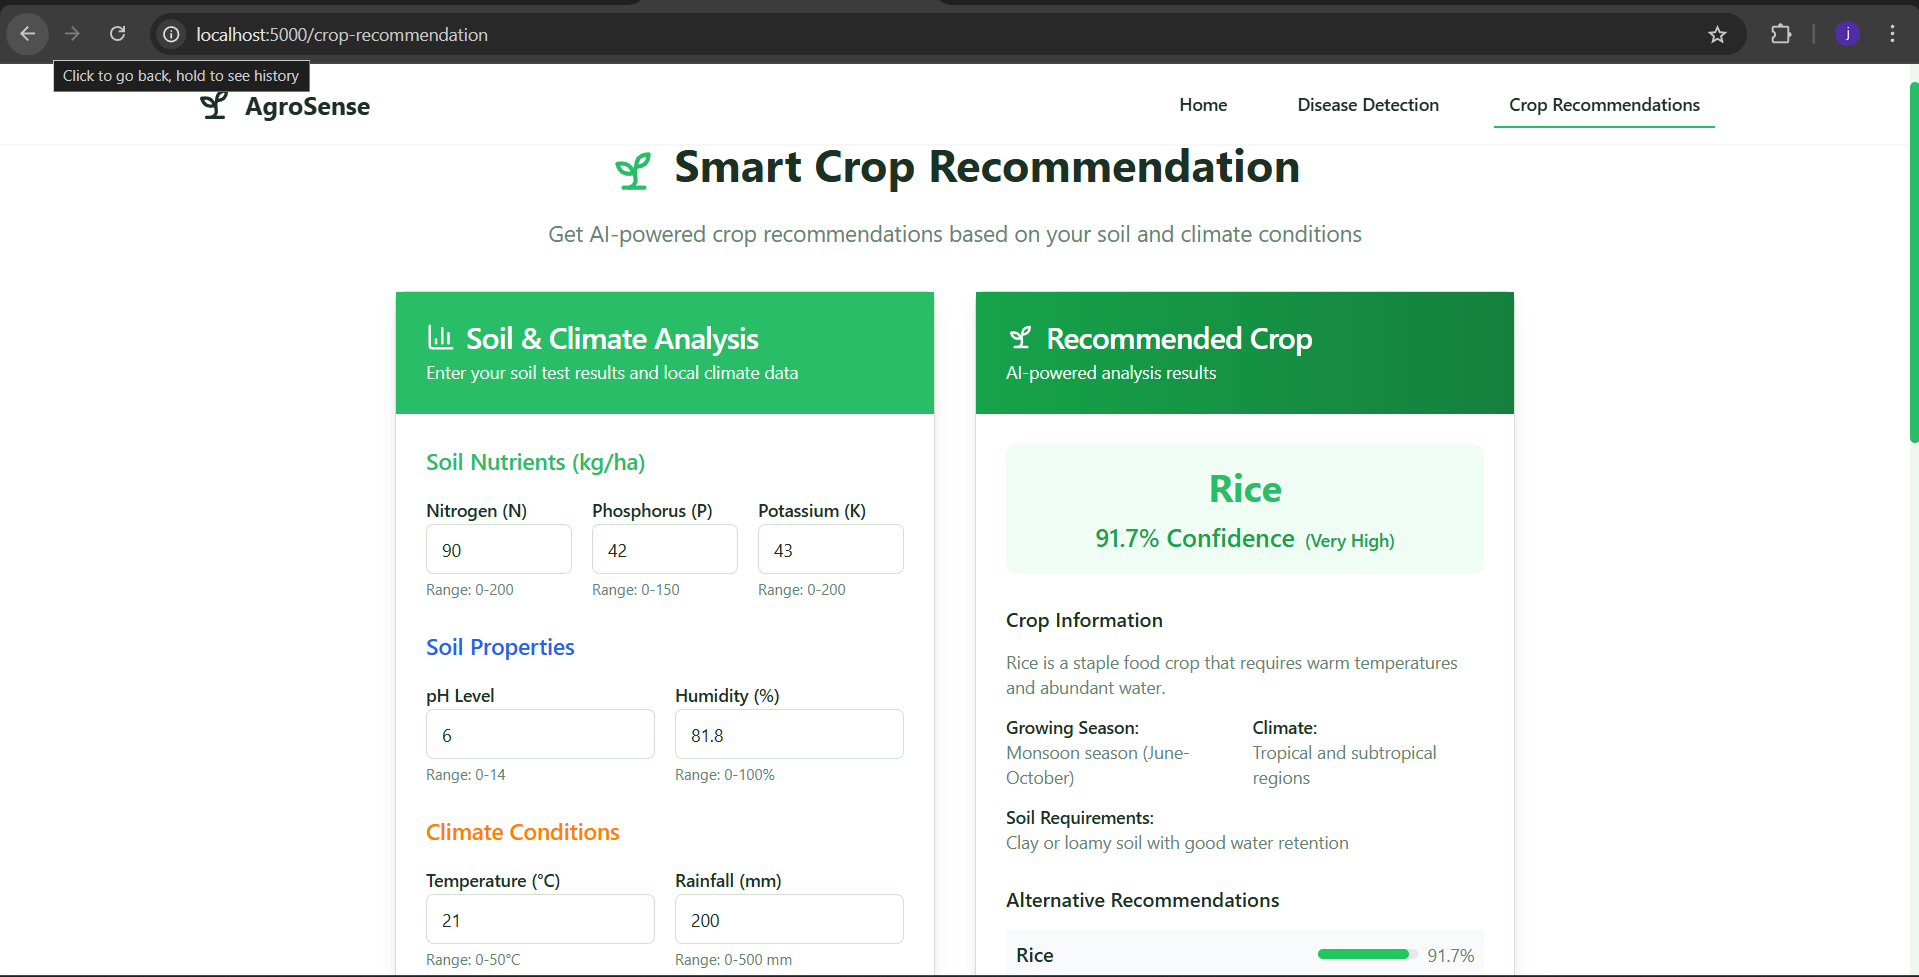 localhost:5000/crop-recommendation
j
Click to go back, hold to see history
AgroSense
Home
Disease Detection
Crop Recommendations
Smart Crop Recommendation
Get AI-powered crop recommendations based on your soil and climate conditions
Soil & Climate Analysis
Enter your soil test results and local climate data
Soil Nutrients (kg/ha)
Nitrogen (N)
Phosphorus (P)
Potassium (K)
90
42
43
Range: 0-200
Range: 0-150
Range: 0-200
Soil Properties
pH Level
Humidity (%)
6
81.8
Range: 0-14
Range: 0-100%
Climate Conditions
Temperature (°C)
Rainfall (mm)
21
200
Range: 0-50°C
Range: 0-500 mm
Recommended Crop
AI-powered analysis results
Rice
91.7% Confidence (Very High)
Crop Information
Rice is a staple food crop that requires warm temperatures
and abundant water.
Growing Season:
Monsoon season (June-
October)
Climate:
Tropical and subtropical
regions
Soil Requirements:
Clay or loamy soil with good water retention
Alternative Recommendations
Rice
91.7%